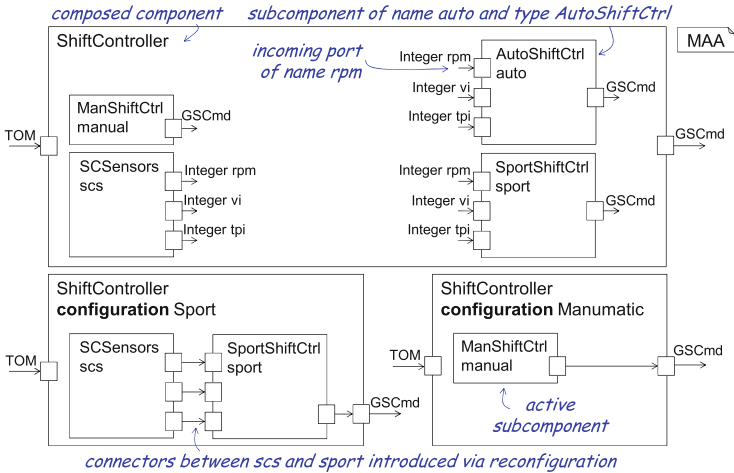 composed component
subcomponent of name auto and type AutoShiftCtrl
ShiftController
MAA
incoming port
of name rpm
Integer rpm
AutoShiftCtrl
auto
Integer vi
GSCmd
Integer tpi
ManShiftCtrl
manual
GSCmd
TOM
GSCmd
SCSensors
scs
Integer rpm
Integer vi
Integer tpi
Integer rpm
SportShiftCtrl
sport
Integer vi
GSCmd
Integer tpi
ShiftController
configuration Sport
TOM
SCSensors
scs
SportShiftCtrl
sport
GSCmd
ShiftController
configuration Manumatic
TOM
ManShiftCtrl
manual
GSCmd
active
subcomponent
connectors between scs and sport introduced via reconfiguration